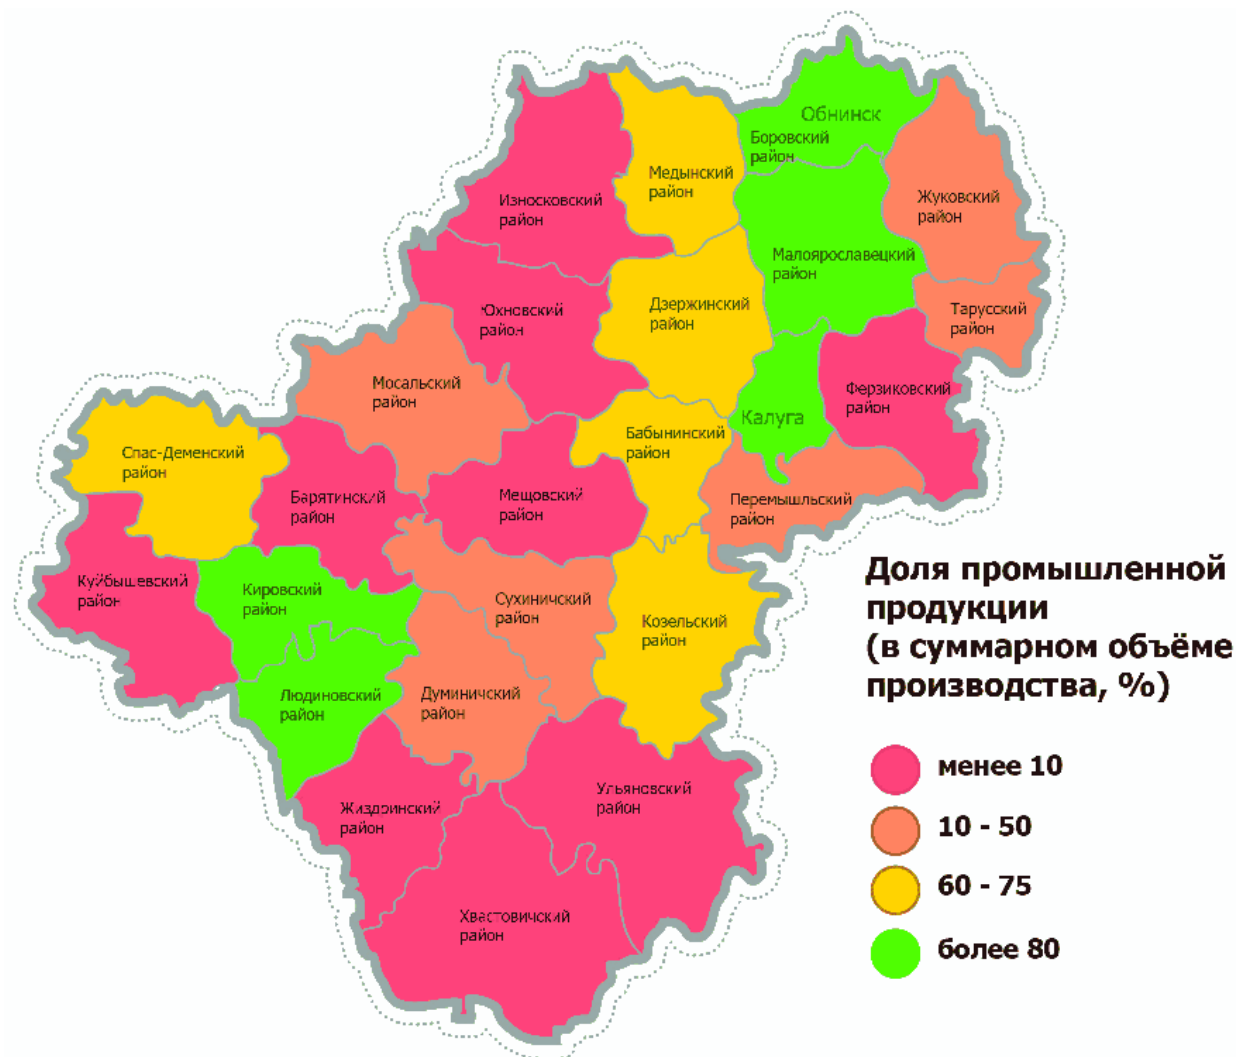 Обнинск
Боровский
район
Медынский
район
Износковский
район
Жуковский
район
Малоярославецкий
район
Юхновский
район
Дзержинский
район
Тарусский
район
Мосальский
район
Ферзиковский
район
Калуга
Бабынинский
район
Спас-Деменский
район
Барятинский
район
Мещовский
район
Перемышльский
район
Куйбышевский
район
Кировский
район
Сухиничский
район
Козельский
район
Людиновский
район
Думиничский
район
Жиздринский
район
Ульяновский
район
Хвастовичский
район
Доля промышленной
продукции
(в суммарном объёме
производства, %)
менее 10
10 - 50
60 - 75
более 80